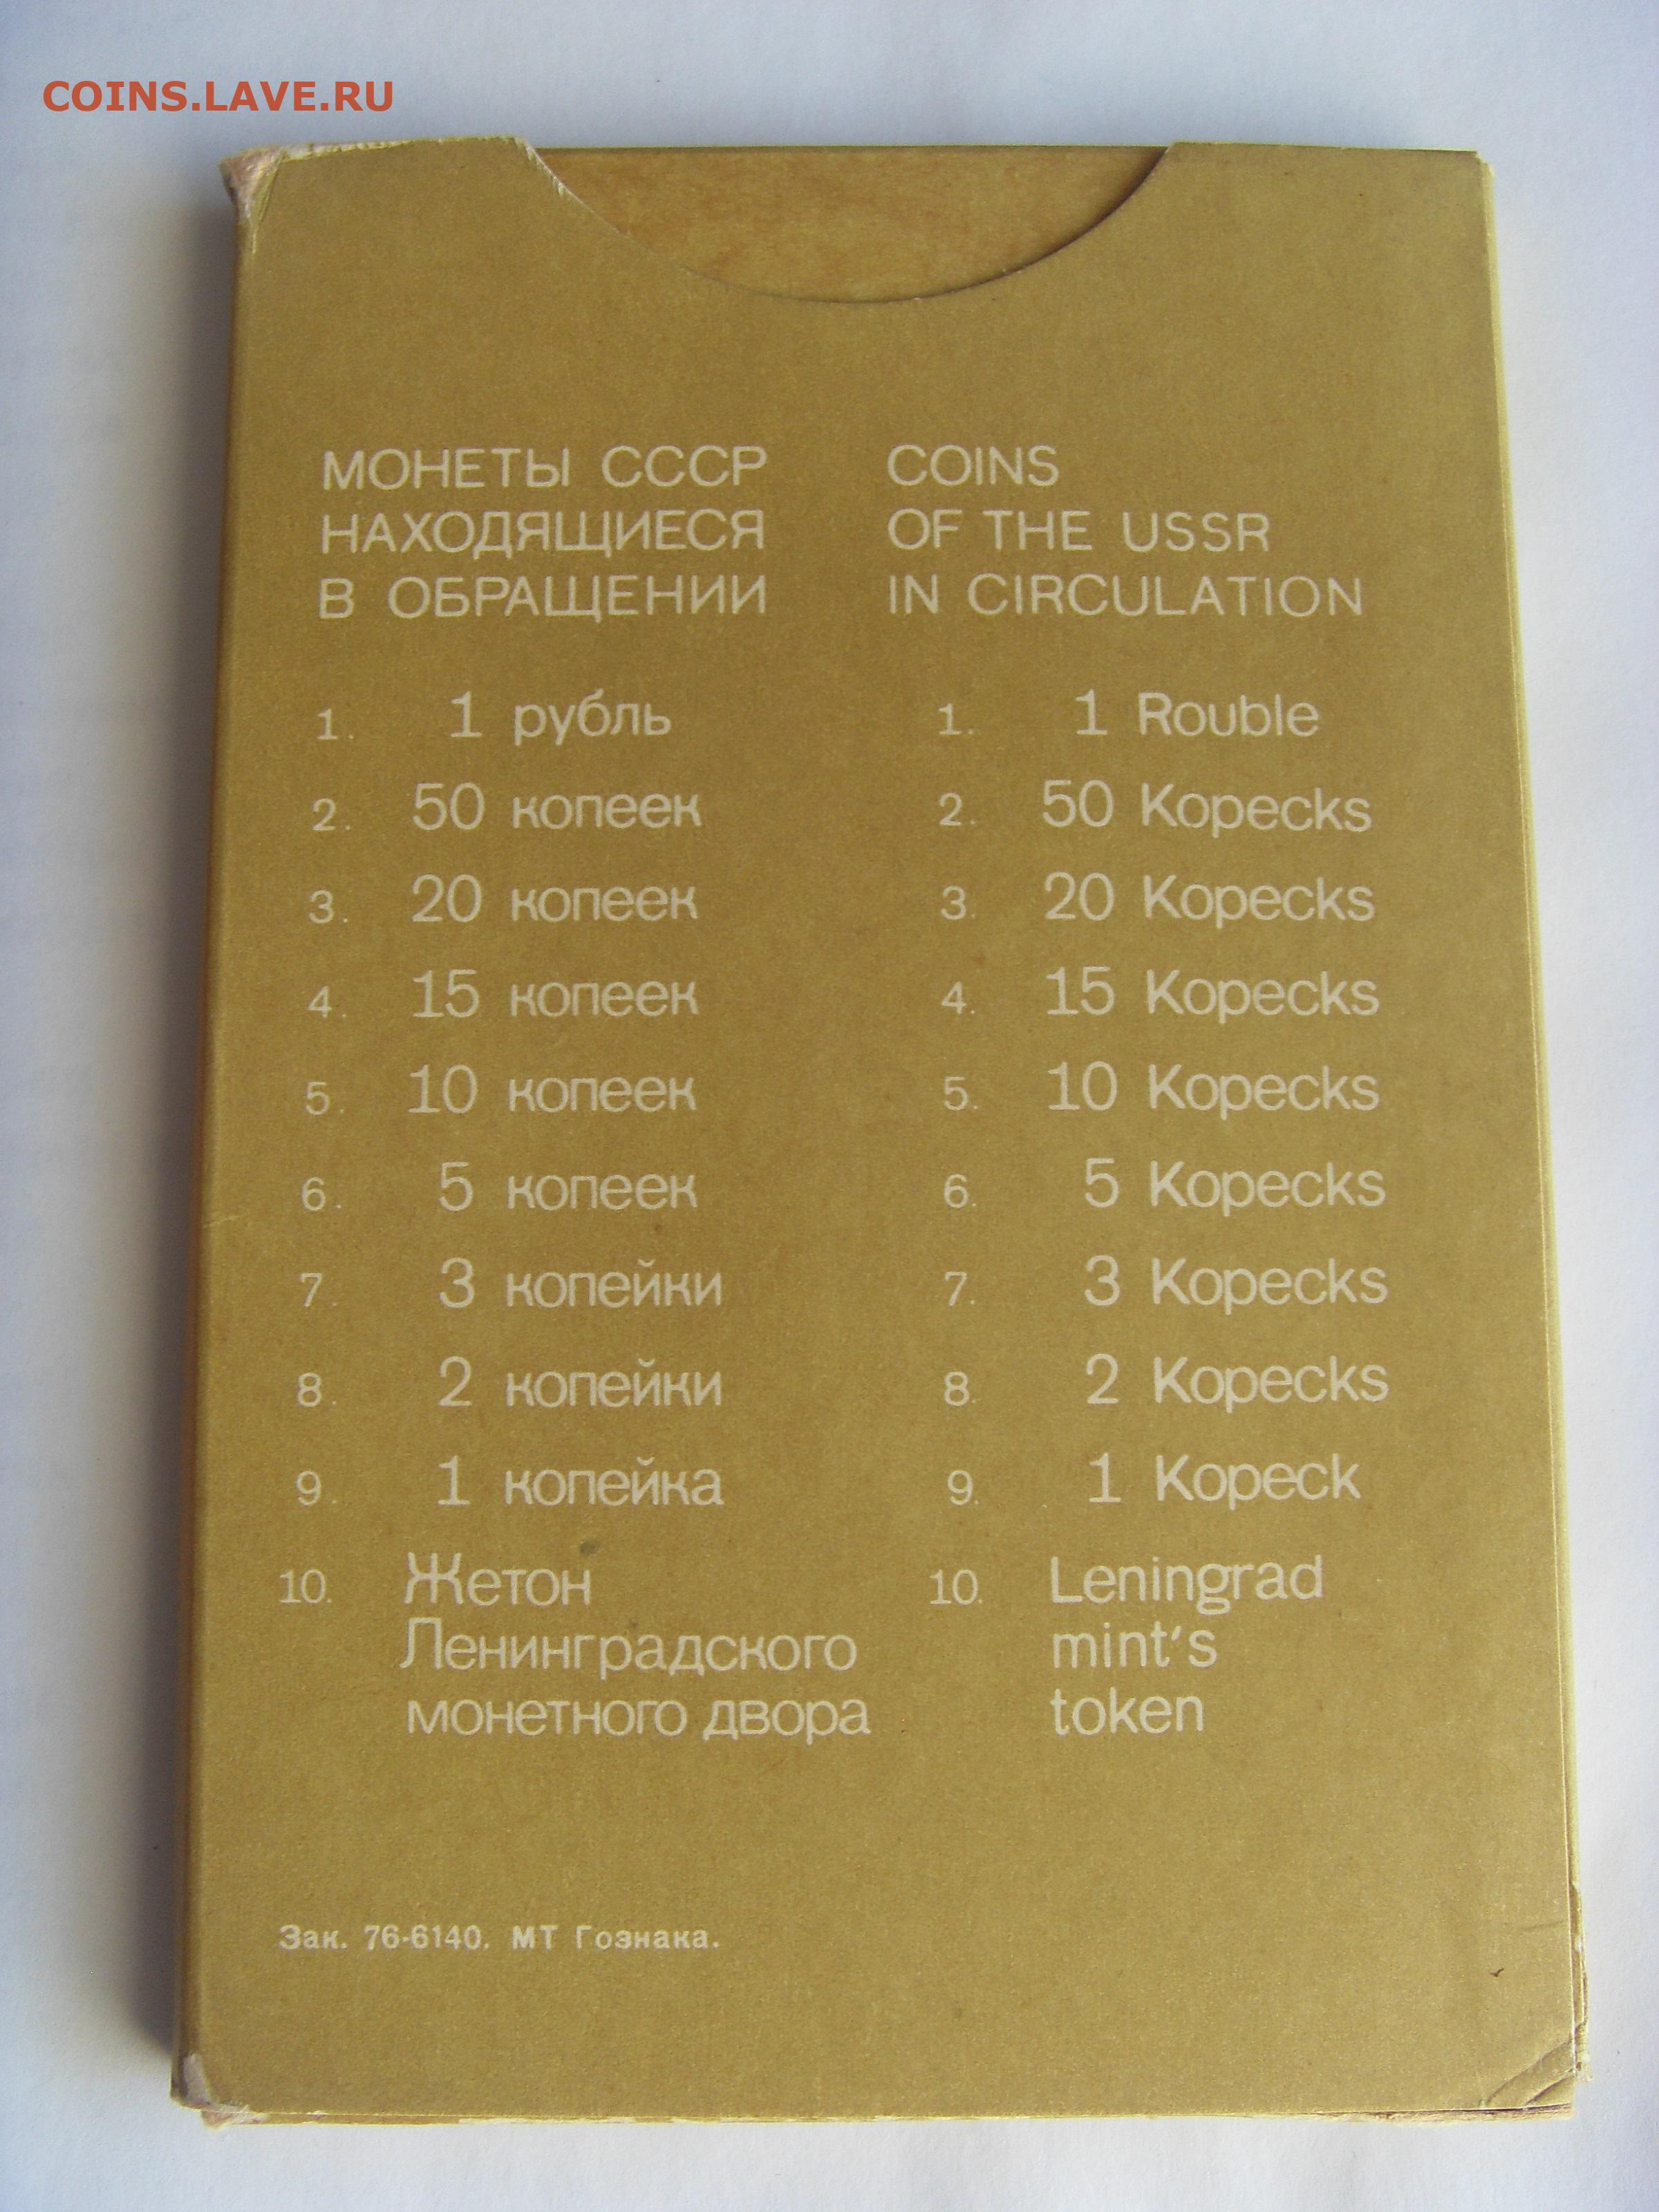 COINS.LAVE.RU
МОНЕТЫ СССР
НАХОДЯЩИЕСЯ
В ОБРАЩЕНИИ
1. 1 рубль
2. 50 копеек
3. 20 копеек
4. 15 копеек
5. 10 копеек
6. 5 копеек
7. 3 копейки
8. 2 копейки
9. 1 копейка
10. Жетон
Ленинградского
монетного двора
COINS
OF THE USSR
IN CIRCULATION
1. 1 Rouble
2. 50 Kopecks
3. 20 Kopecks
4. 15 Kopecks
5. 10 Kopecks
6. 5 Kopecks
7. 3 Kopecks
8. 2 Kopecks
9. 1 Kopeck
10. Leningrad
mint's
token
Зак. 76-6140. МТ Гознака.